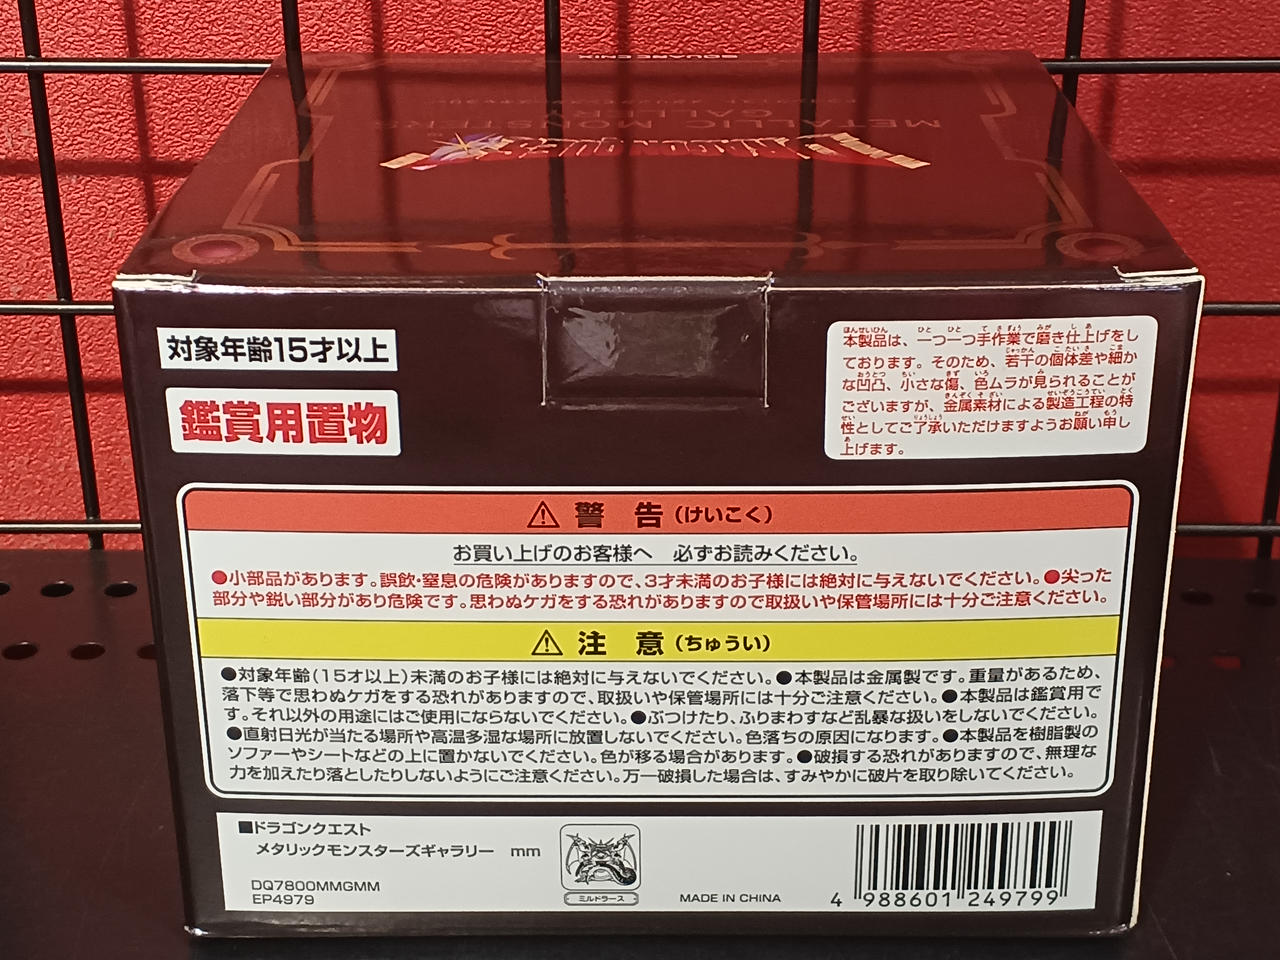 SQUARE ENIX
METALLIC MONSTERS
GALLERY
DRAGON QUEST
対象年齢15才以上
鑑賞用置物
本製品は、一つ一つ手作業で磨き仕上げをし
ております。そのため、若干の個体差や細か
な凹凸、小さな傷、色ムラが見られることが
ございますが、金属素材による製造工程の特
性としてご了承いただけますようお願い申し
上げます。
⚠ 警 告 (けいこく)
お買い上げのお客様へ 必ずお読みください。
●小部品があります。誤飲・窒息の危険がありますので、3才未満のお子様には絶対に与えないでください。●尖った
部分や鋭い部分があり危険です。思わぬケガをする恐れがありますので取扱いや保管場所には十分ご注意ください。
⚠ 注 意 (ちゅうい)
●対象年齢(15才以上)未満のお子様には絶対に与えないでください。●本製品は金属製です。重量があるため、
落下等で思わぬケガをする恐れがありますので、取扱いや保管場所には十分ご注意ください。●本製品は鑑賞用で
す。それ以外の用途にはご使用にならないでください。●ぶつけたり、ふりまわすなど乱暴な扱いをしないでください。
●直射日光が当たる場所や高温多湿な場所に放置しないでください。色落ちの原因になります。●本製品を樹脂製の
ソファーやシートなどの上に置かないでください。色が移る場合があります。●破損する恐れがありますので、無理な
力を加えたり落としたりしないようにご注意ください。万一破損した場合は、すみやかに破片を取り除いてください。
■ドラゴンクエスト
メタリックモンスターズギャラリー mm
DQ7800MMGMM
EP4979
ミルドラース
MADE IN CHINA
4 988601 249799